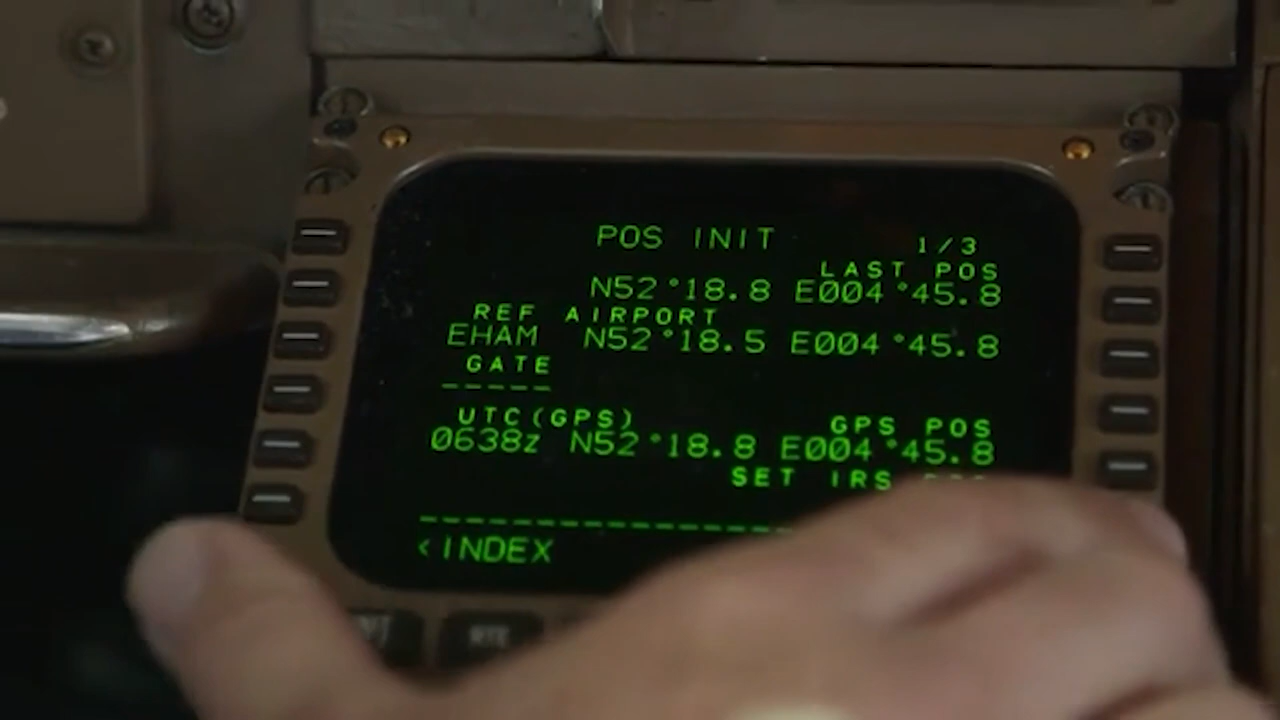 POS INIT 1/3
LAST POS
N52°18.8 E004°45.8
REF AIRPORT
EHAM N52°18.5 E004°45.8
GATE
-----
UTC(GPS) GPS POS
0638z N52°18.8 E004°45.8
SET IRS
<INDEX
RTE